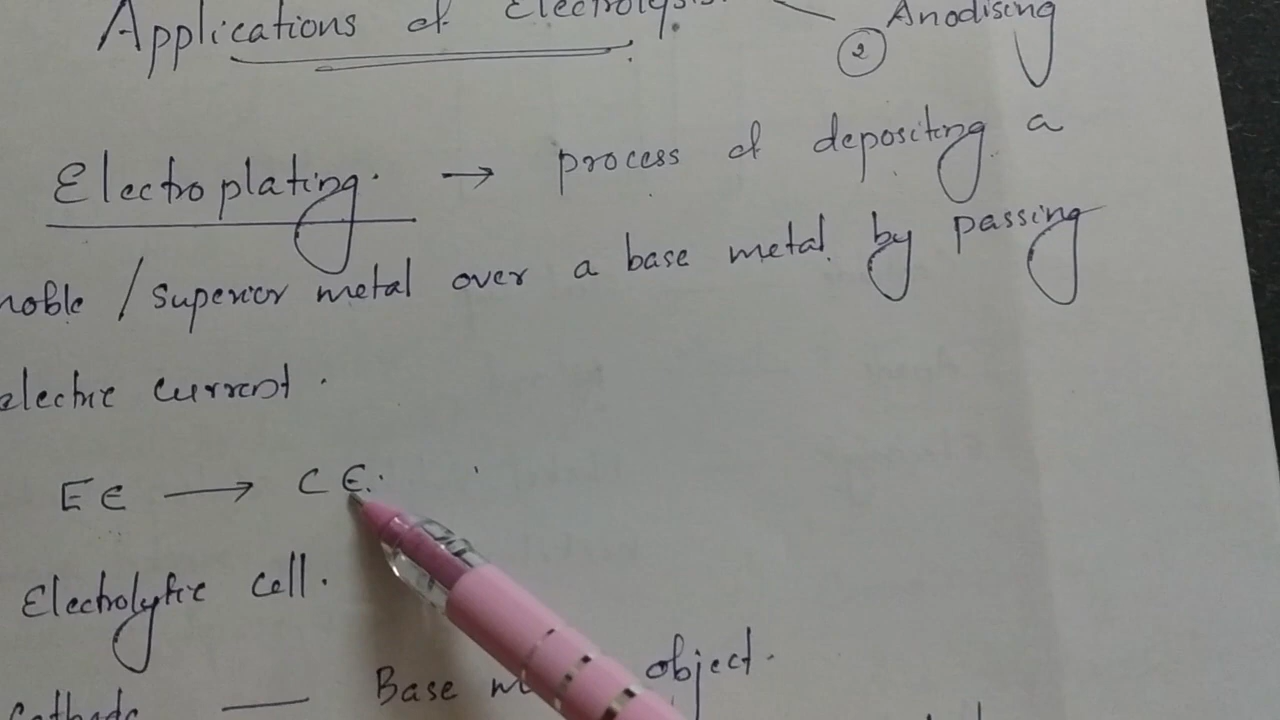 Applications of Electrolysis.
Anodising
2
Electroplating. → process of depositing a
noble / superior metal over a base metal by passing
electric current.
EE → CE.
Electrolytic cell.
Cathode — Base object.